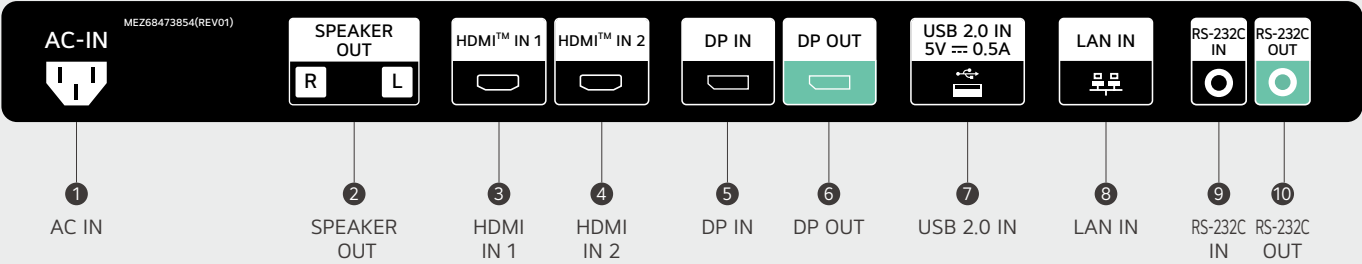 MEZ68473854(REV01)
AC-IN
SPEAKER
OUT
R
L
HDMI™ IN 1
HDMI™ IN 2
DP IN
DP OUT
USB 2.0 IN
5V ⎓ 0.5A
LAN IN
RS-232C
IN
RS-232C
OUT
1
AC IN
2
SPEAKER
OUT
3
HDMI
IN 1
4
HDMI
IN 2
5
DP IN
6
DP OUT
7
USB 2.0 IN
8
LAN IN
9
RS-232C
IN
10
RS-232C
OUT